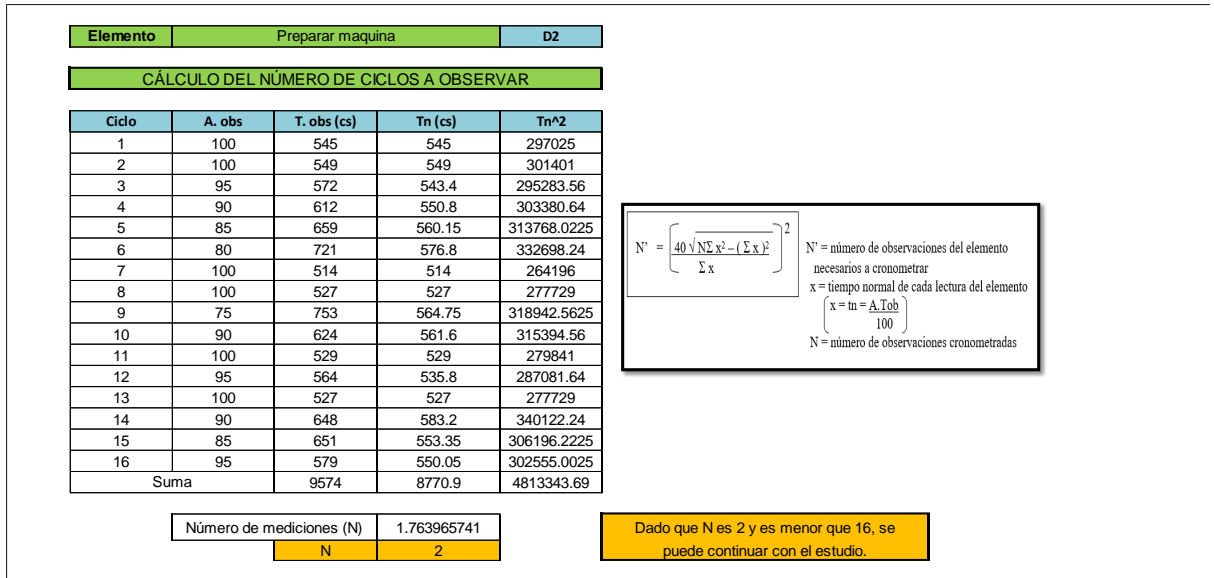 Elemento Preparar maquina D2
CÁLCULO DEL NÚMERO DE CICLOS A OBSERVAR
Ciclo A. obs T. obs (cs) Tn (cs) Tn^2
1 100 545 545 297025
2 100 549 549 301401
3 95 572 543.4 295283.56
4 90 612 550.8 303380.64
5 85 659 560.15 313768.0225
6 80 721 576.8 332698.24
7 100 514 514 264196
8 100 527 527 277729
9 75 753 564.75 318942.5625
10 90 624 561.6 315394.56
11 100 529 529 279841
12 95 564 535.8 287081.64
13 100 527 527 277729
14 90 648 583.2 340122.24
15 85 651 553.35 306196.2225
16 95 579 550.05 302555.0025
Suma 9574 8770.9 4813343.69
N' = ( 40 √ NΣ x² – ( Σ x )² / Σ x ) 2
N' = número de observaciones del elemento
necesarios a cronometrar
x = tiempo normal de cada lectura del elemento
( x = tn = A.Tob / 100 )
N = número de observaciones cronometradas
Número de mediciones (N) 1.763965741
N 2
Dado que N es 2 y es menor que 16, se
puede continuar con el estudio.